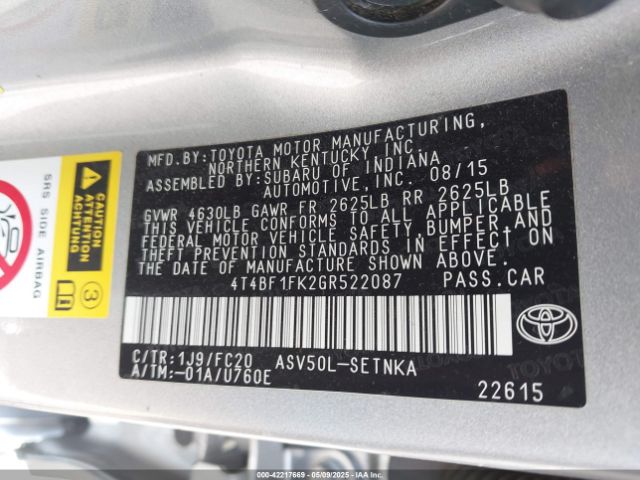 MFD.BY:TOYOTA MOTOR MANUFACTURING,
NORTHERN KENTUCKY INC.
ASSEMBLED BY:SUBARU OF INDIANA
AUTOMOTIVE,INC. 08/15
GVWR 4630LB GAWR FR 2625LB RR 2625LB
THIS VEHICLE CONFORMS TO ALL APPLICABLE
FEDERAL MOTOR VEHICLE SAFETY,BUMPER,AND
THEFT PREVENTION STANDARDS IN EFFECT ON
THE DATE OF MANUFACTURE SHOWN ABOVE.
4T4BF1FK2GR522087 PASS.CAR
C/TR:1J9/FC20 ASV50L-SETNKA
A/TM:-01A/U760E
22615
TOYOTA
SRS SIDE AIRBAG
CAUTION
ATTENTION
ACHTUNG
3
000-42217669 - 05/09/2025 - IAAI